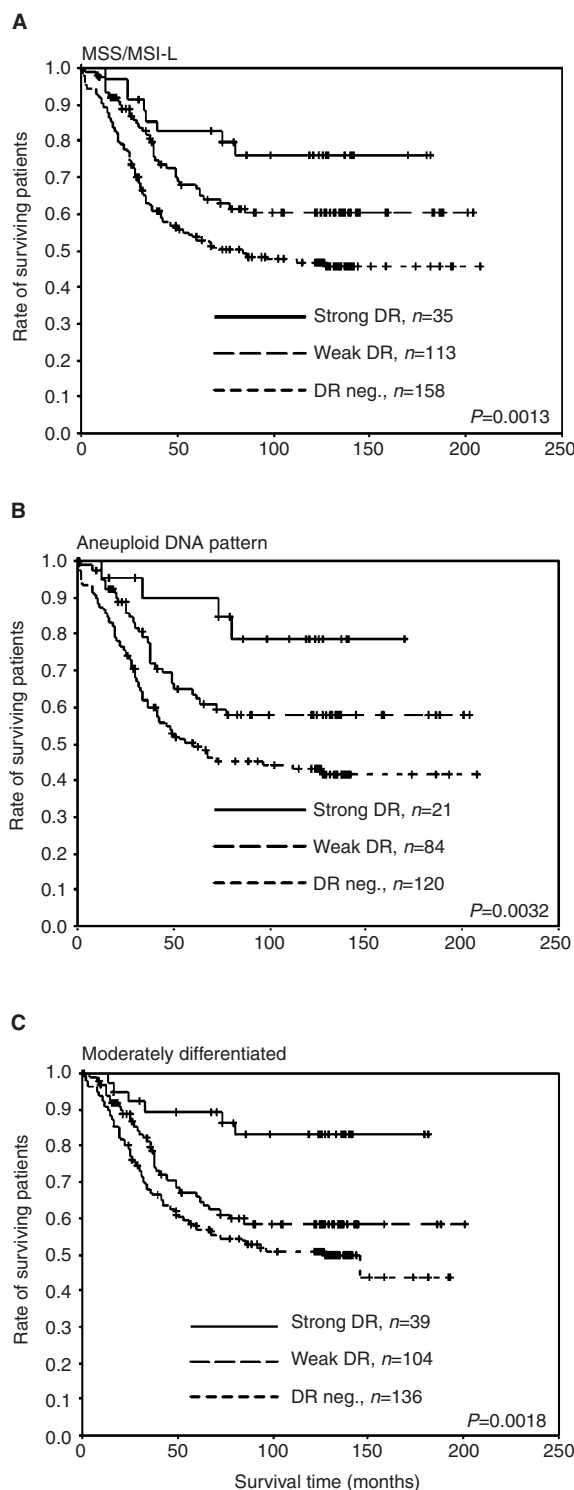 A
MSS/MSI-L
1.0
0.9
0.8
0.7
0.6
0.5
0.4
0.3
0.2
0.1
0.0
Rate of surviving patients
Strong DR, n=35
Weak DR, n=113
DR neg., n=158
P=0.0013
0 50 100 150 200 250
B
Aneuploid DNA pattern
1.0
0.9
0.8
0.7
0.6
0.5
0.4
0.3
0.2
0.1
0.0
Rate of surviving patients
Strong DR, n=21
Weak DR, n=84
DR neg., n=120
P=0.0032
0 50 100 150 200 250
C
Moderately differentiated
1.0
0.9
0.8
0.7
0.6
0.5
0.4
0.3
0.2
0.1
0.0
Rate of surviving patients
Strong DR, n=39
Weak DR, n=104
DR neg., n=136
P=0.0018
0 50 100 150 200 250
Survival time (months)